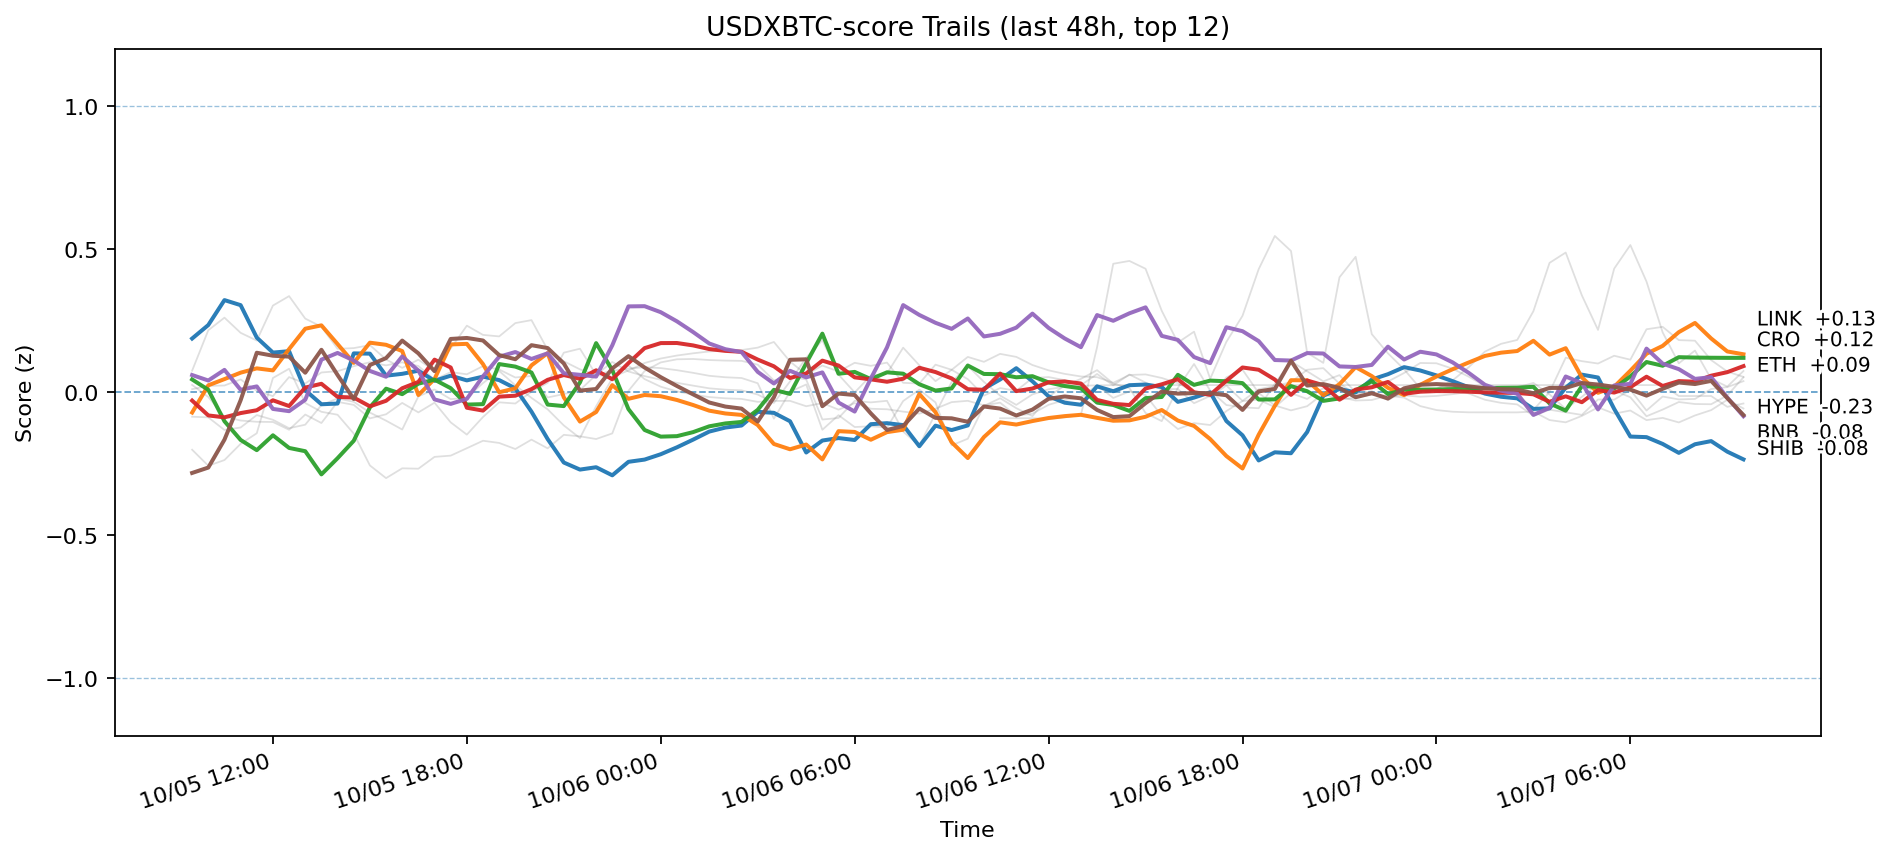 USDXBTC-score Trails (last 48h, top 12)
1.0
0.5
0.0
−0.5
−1.0
Score (z)
LINK +0.13
CRO +0.12
ETH +0.09
HYPE -0.23
BNB -0.08
SHIB -0.08
10/05 12:00
10/05 18:00
10/06 00:00
10/06 06:00
10/06 12:00
10/06 18:00
10/07 00:00
10/07 06:00
Time